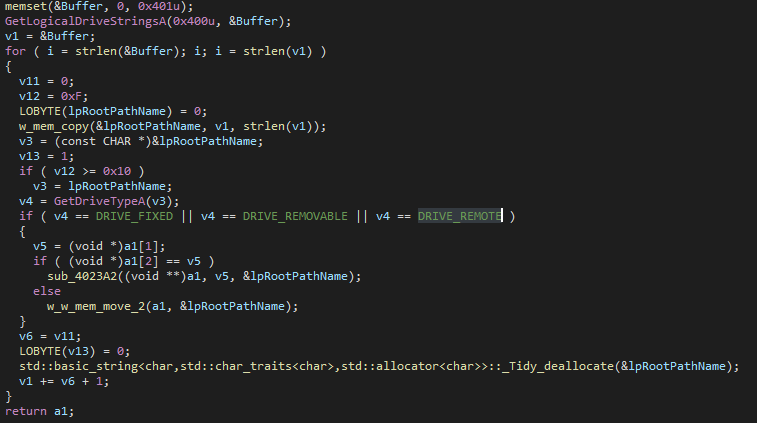 memset(&Buffer, 0, 0x401u);
GetLogicalDriveStringsA(0x400u, &Buffer);
v1 = &Buffer;
for ( i = strlen(&Buffer); i; i = strlen(v1) )
{
  v11 = 0;
  v12 = 0xF;
  LOBYTE(lpRootPathName) = 0;
  w_mem_copy(&lpRootPathName, v1, strlen(v1));
  v3 = (const CHAR *)&lpRootPathName;
  v13 = 1;
  if ( v12 >= 0x10 )
    v3 = lpRootPathName;
  v4 = GetDriveTypeA(v3);
  if ( v4 == DRIVE_FIXED || v4 == DRIVE_REMOVABLE || v4 == DRIVE_REMOTE )
  {
    v5 = (void *)a1[1];
    if ( (void *)a1[2] == v5 )
      sub_4023A2((void **)a1, v5, &lpRootPathName);
    else
      w_w_mem_move_2(a1, &lpRootPathName);
  }
  v6 = v11;
  LOBYTE(v13) = 0;
  std::basic_string<char,std::char_traits<char>,std::allocator<char>>::_Tidy_deallocate(&lpRootPathName);
  v1 += v6 + 1;
}
return a1;